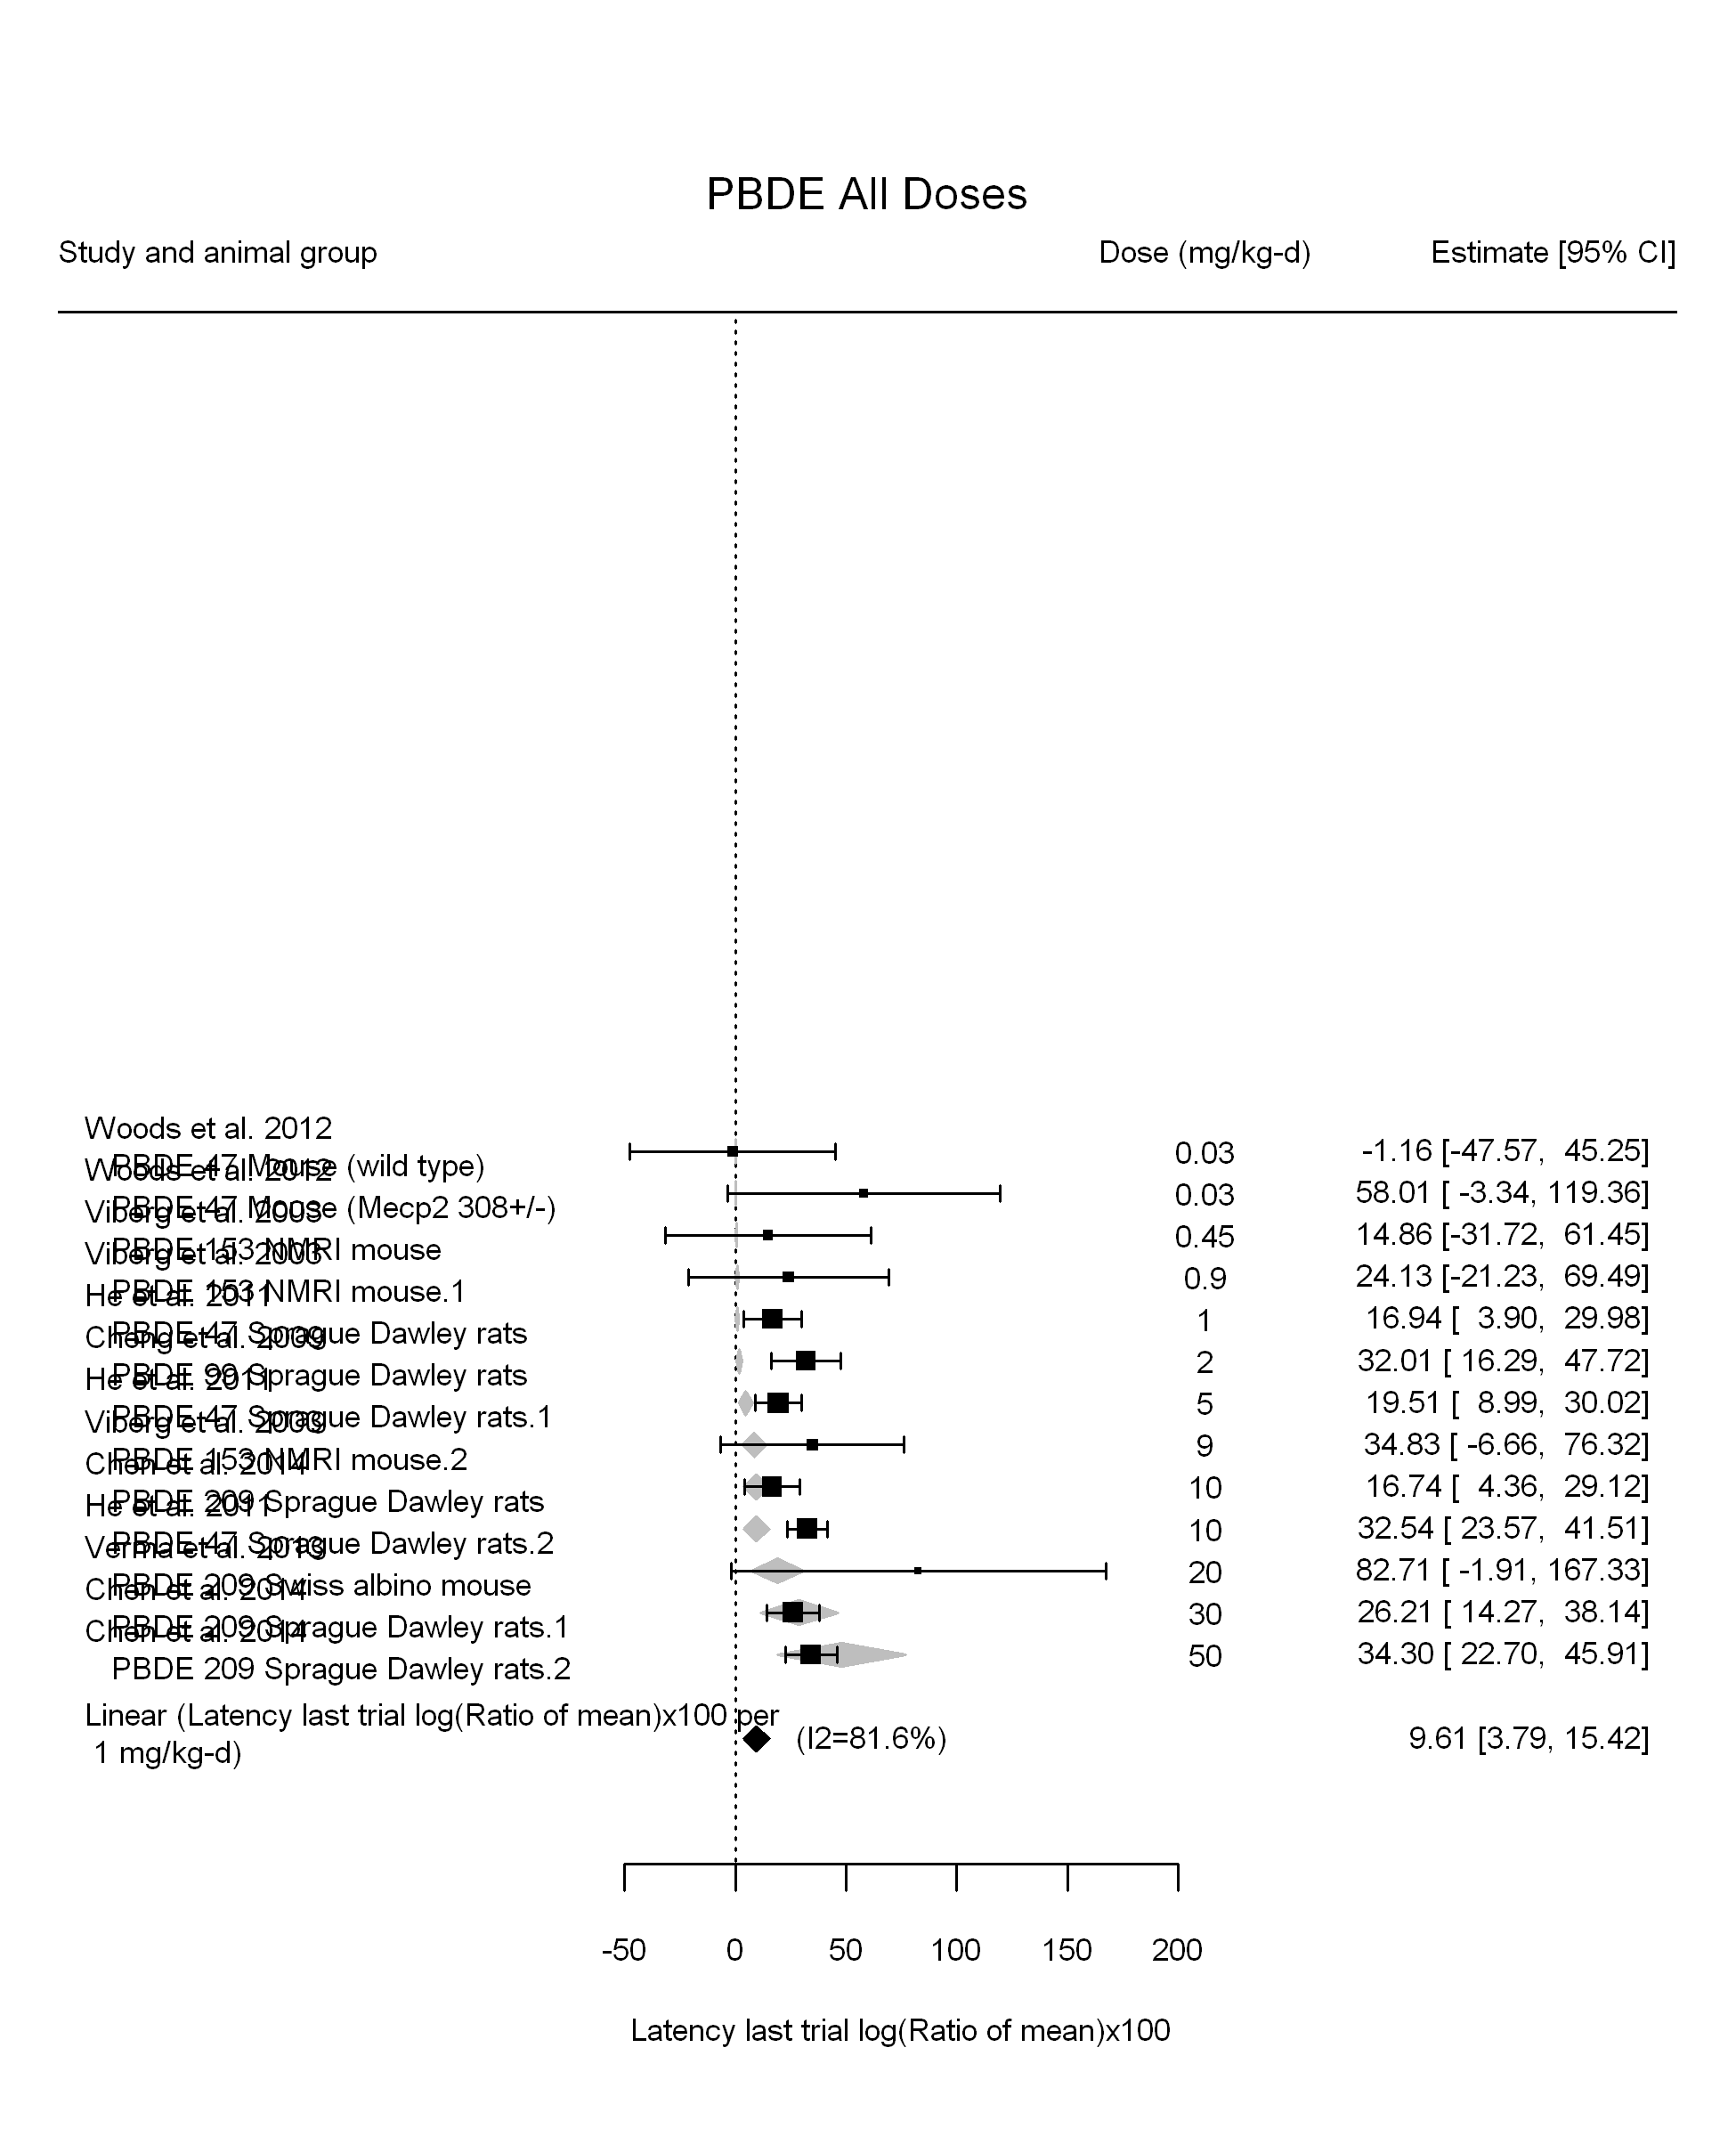 PBDE All Doses
Study and animal group Dose (mg/kg-d) Estimate [95% CI]
Woods et al. 2012
PBDE 47 Mouse (wild type) 0.03 -1.16 [-47.57, 45.25]
Woods et al. 2012
PBDE 47 Mouse (Mecp2 308+/-) 0.03 58.01 [ -3.34, 119.36]
Viberg et al. 2003
PBDE 153 NMRI mouse 0.45 14.86 [-31.72, 61.45]
Viberg et al. 2003
PBDE 153 NMRI mouse.1 0.9 24.13 [-21.23, 69.49]
He et al. 2011
PBDE 47 Sprague Dawley rats 1 16.94 [ 3.90, 29.98]
Cheng et al. 2009
PBDE 99 Sprague Dawley rats 2 32.01 [ 16.29, 47.72]
He et al. 2011
PBDE 47 Sprague Dawley rats.1 5 19.51 [ 8.99, 30.02]
Viberg et al. 2003
PBDE 153 NMRI mouse.2 9 34.83 [ -6.66, 76.32]
Chen et al. 2014
PBDE 209 Sprague Dawley rats 10 16.74 [ 4.36, 29.12]
He et al. 2011
PBDE 47 Sprague Dawley rats.2 10 32.54 [ 23.57, 41.51]
Verma et al. 2013
PBDE 209 Swiss albino mouse 20 82.71 [ -1.91, 167.33]
Chen et al. 2014
PBDE 209 Sprague Dawley rats.1 30 26.21 [ 14.27, 38.14]
Chen et al. 2014
PBDE 209 Sprague Dawley rats.2 50 34.30 [ 22.70, 45.91]
Linear (Latency last trial log(Ratio of mean)x100 per
1 mg/kg-d) (I2=81.6%) 9.61 [3.79, 15.42]
-50 0 50 100 150 200
Latency last trial log(Ratio of mean)x100